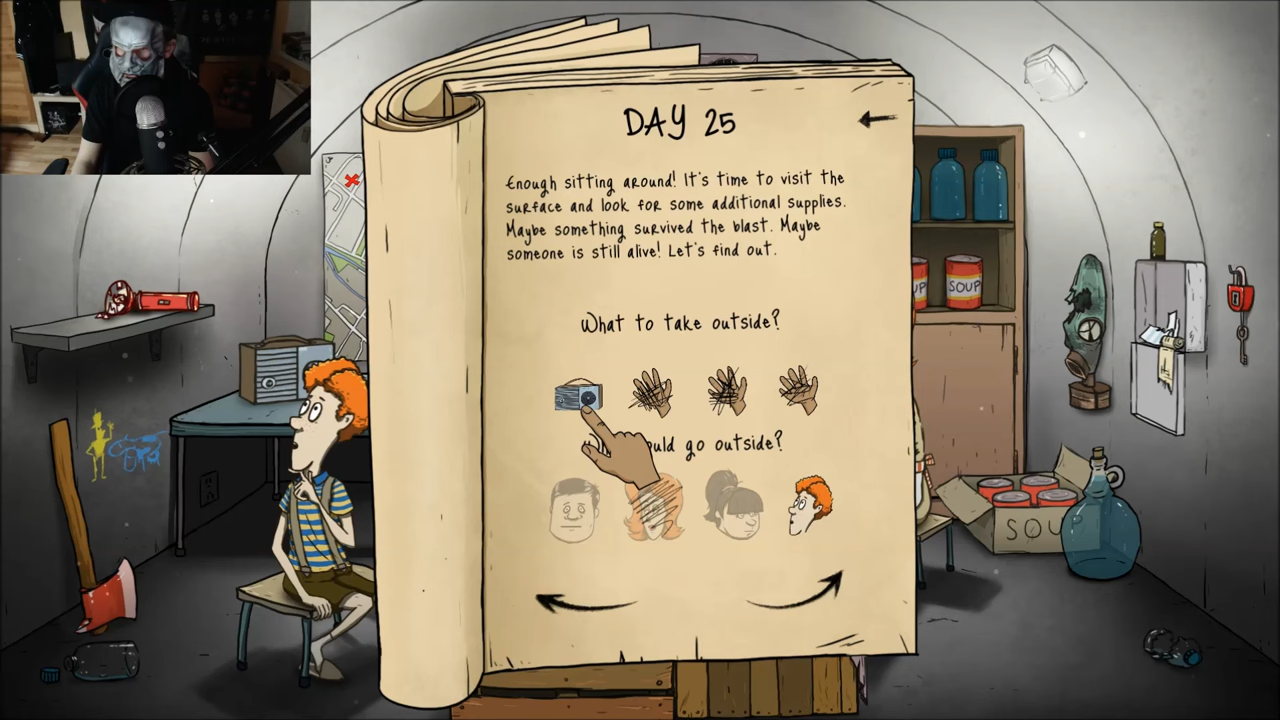 DAY 25
Enough sitting around! It's time to visit the
surface and look for some additional supplies.
Maybe something survived the blast. Maybe
someone is still alive! Let's find out.
What to take outside?
go outside?
SOUP
SOU